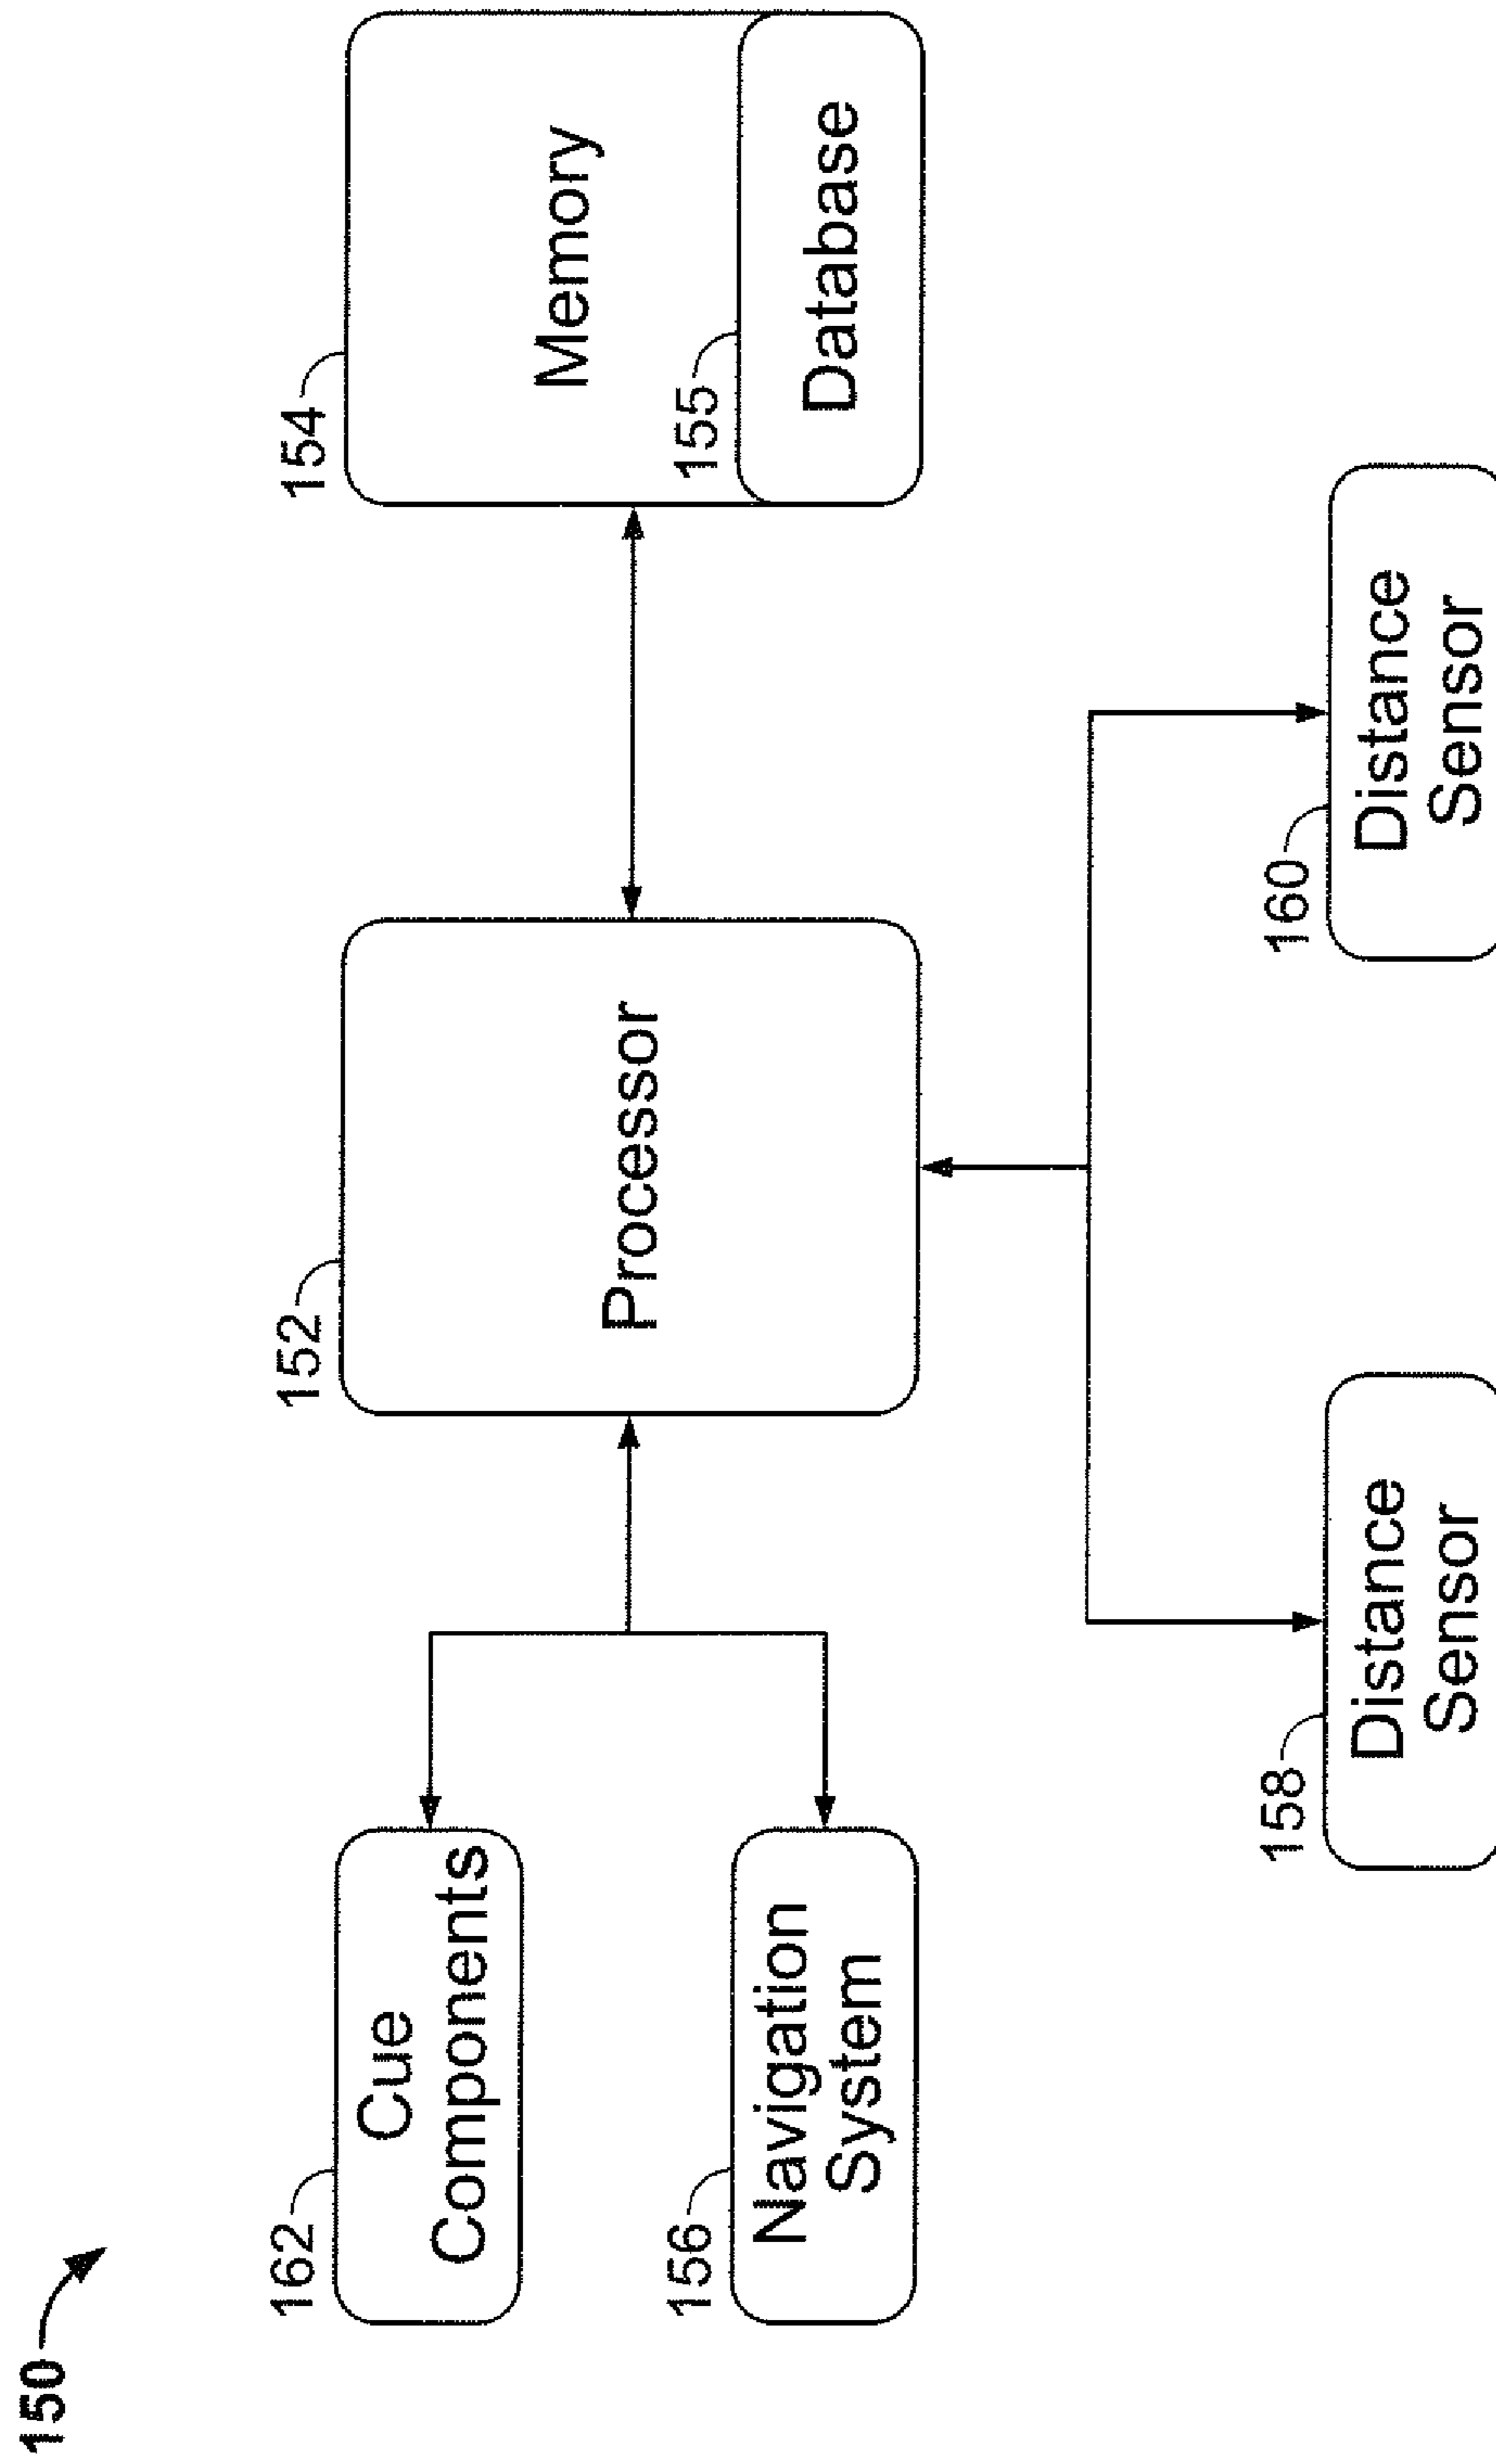 150
162
Cue
Components
156
Navigation
System
152
Processor
154
Memory
155
Database
158
Distance
Sensor
160
Distance
Sensor